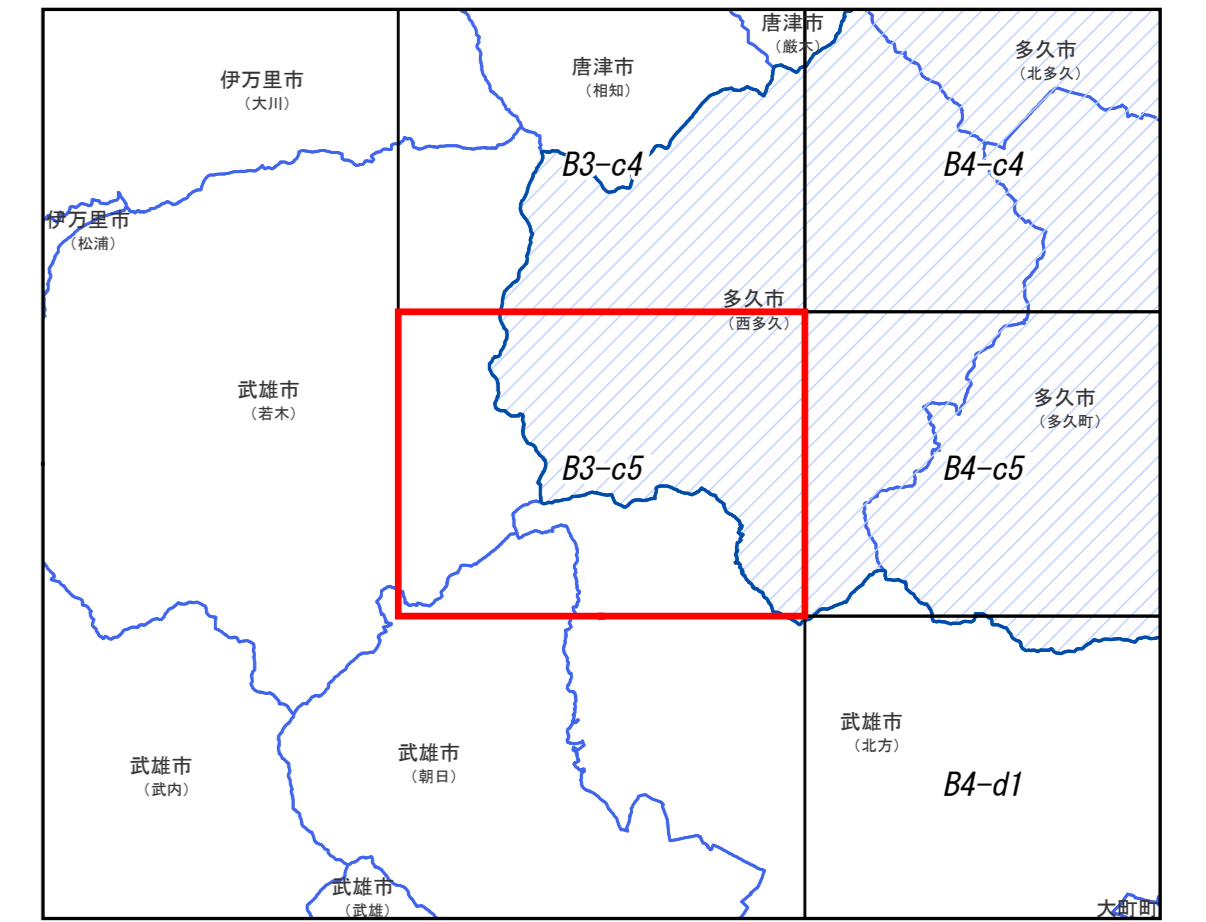 唐津市
（厳木）
多久市
（北多久）
唐津市
（相知）
伊万里市
（大川）
B3-c4
B4-c4
伊万里市
（松浦）
多久市
（西多久）
武雄市
（若木）
多久市
（多久町）
B3-c5
B4-c5
武雄市
（北方）
武雄市
（朝日）
武雄市
（武内）
B4-d1
武雄市
（武雄）
大町町